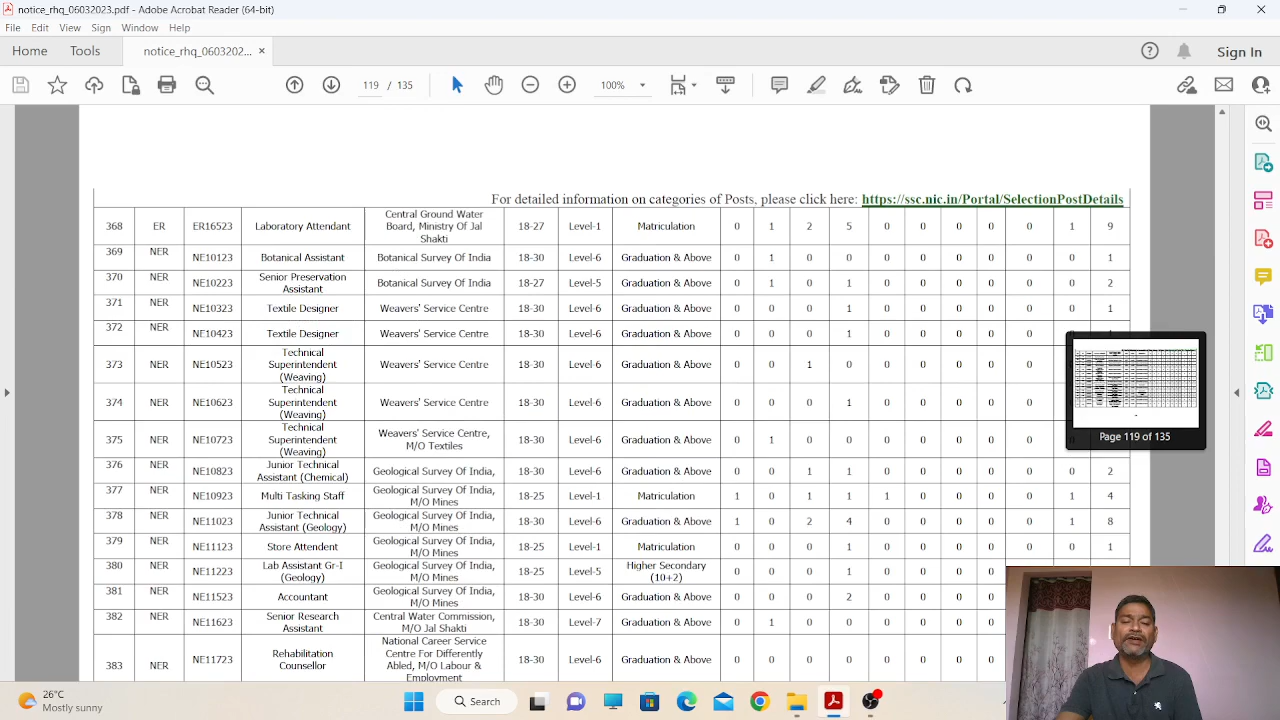 notice_rhq_06032023.pdf - Adobe Acrobat Reader (64-bit)
File Edit View Sign Window Help
Home Tools notice_rhq_0603202... × Sign In
119 / 135 100%
For detailed information on categories of Posts, please click here: https://ssc.nic.in/Portal/SelectionPostDetails
368 ER ER16523 Laboratory Attendant Central Ground Water Board, Ministry Of Jal Shakti 18-27 Level-1 Matriculation 0 1 2 5 0 0 0 0 0 1 9
369 NER NE10123 Botanical Assistant Botanical Survey Of India 18-30 Level-6 Graduation & Above 0 1 0 0 0 0 0 0 0 0 1
370 NER NE10223 Senior Preservation Assistant Botanical Survey Of India 18-27 Level-5 Graduation & Above 0 1 0 1 0 0 0 0 0 0 2
371 NER NE10323 Textile Designer Weavers' Service Centre 18-30 Level-6 Graduation & Above 0 0 0 1 0 0 0 0 0 0 1
372 NER NE10423 Textile Designer Weavers' Service Centre 18-30 Level-6 Graduation & Above 0 0 0 1 0 0 0 0 0
373 NER NE10523 Technical Superintendent (Weaving) Weavers' Service Centre 18-30 Level-6 Graduation & Above 0 0 1 0 0 0 0 0 0
374 NER NE10623 Technical Superintendent (Weaving) Weavers' Service Centre 18-30 Level-6 Graduation & Above 0 0 0 1 0 0 0 0 0
375 NER NE10723 Technical Superintendent (Weaving) Weavers' Service Centre, M/O Textiles 18-30 Level-6 Graduation & Above 0 1 0 0 0 0 0 0 0
Page 119 of 135
376 NER NE10823 Junior Technical Assistant (Chemical) Geological Survey Of India, 18-30 Level-6 Graduation & Above 0 0 1 1 0 0 0 0 0 0 2
377 NER NE10923 Multi Tasking Staff Geological Survey Of India, M/O Mines 18-25 Level-1 Matriculation 1 0 1 1 1 0 0 0 0 1 4
378 NER NE11023 Junior Technical Assistant (Geology) Geological Survey Of India, M/O Mines 18-30 Level-6 Graduation & Above 1 0 2 4 0 0 0 0 0 1 8
379 NER NE11123 Store Attendent Geological Survey Of India, M/O Mines 18-25 Level-1 Matriculation 0 0 0 1 0 0 0 0 0 0 1
380 NER NE11223 Lab Assistant Gr-I (Geology) Geological Survey Of India, M/O Mines 18-25 Level-5 Higher Secondary (10+2) 0 0 0 1 0 0 0 0
381 NER NE11523 Accountant Geological Survey Of India, M/O Mines 18-30 Level-6 Graduation & Above 0 0 0 2 0 0 0 0
382 NER NE11623 Senior Research Assistant Central Water Commission, M/O Jal Shakti 18-30 Level-7 Graduation & Above 0 1 0 0 0 0 0 0
383 NER NE11723 Rehabilitation Counsellor National Career Service Centre For Differently Abled, M/O Labour & Employment 18-30 Level-6 Graduation & Above 0 0 0 0 0 0 0 0
26°C
Mostly sunny
Search